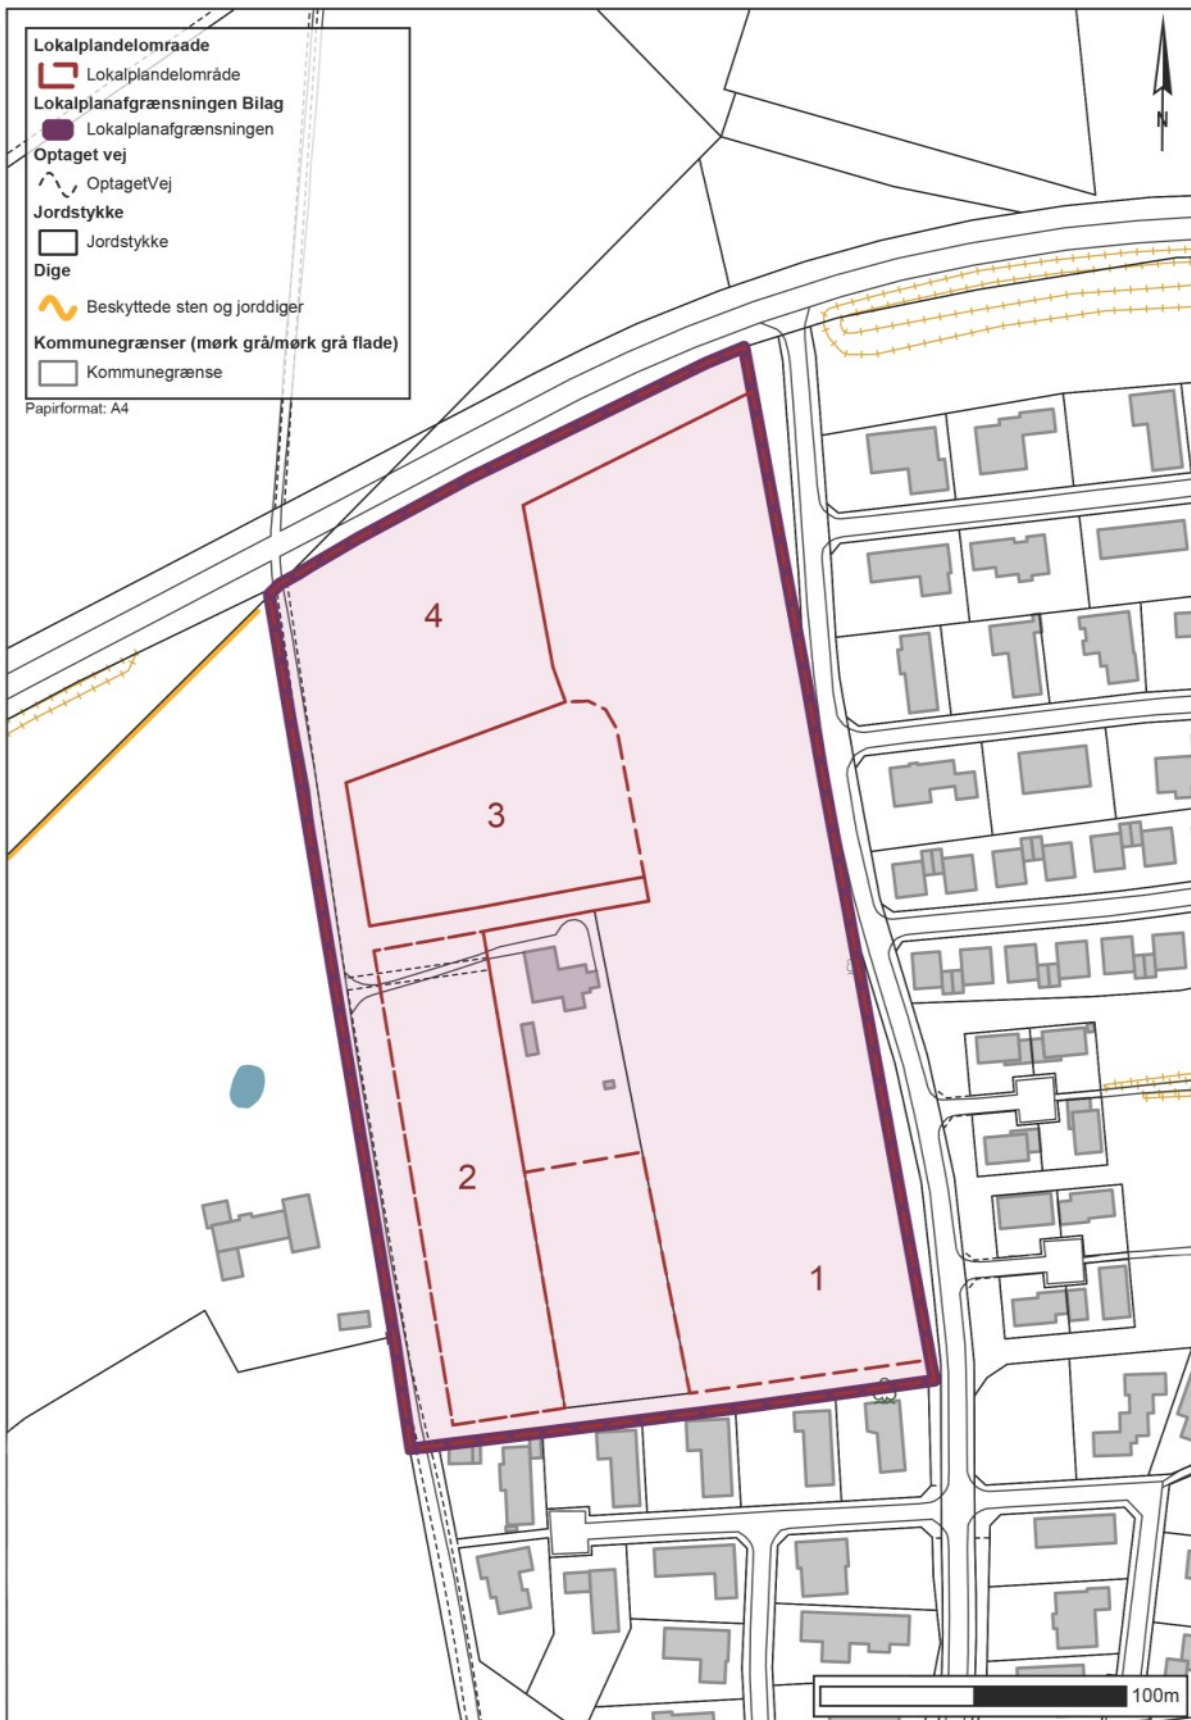 Lokalplandelomraade
Lokalplandelområde
Lokalplanafgrænsningen Bilag
Lokalplanafgrænsningen
Optaget vej
OptagetVej
Jordstykke
Jordstykke
Dige
Beskyttede sten og jorddiger
Kommunegrænser (mørk grå/mørk grå flade)
Kommunegrænse
Papirformat: A4
N
4
3
2
1
100m